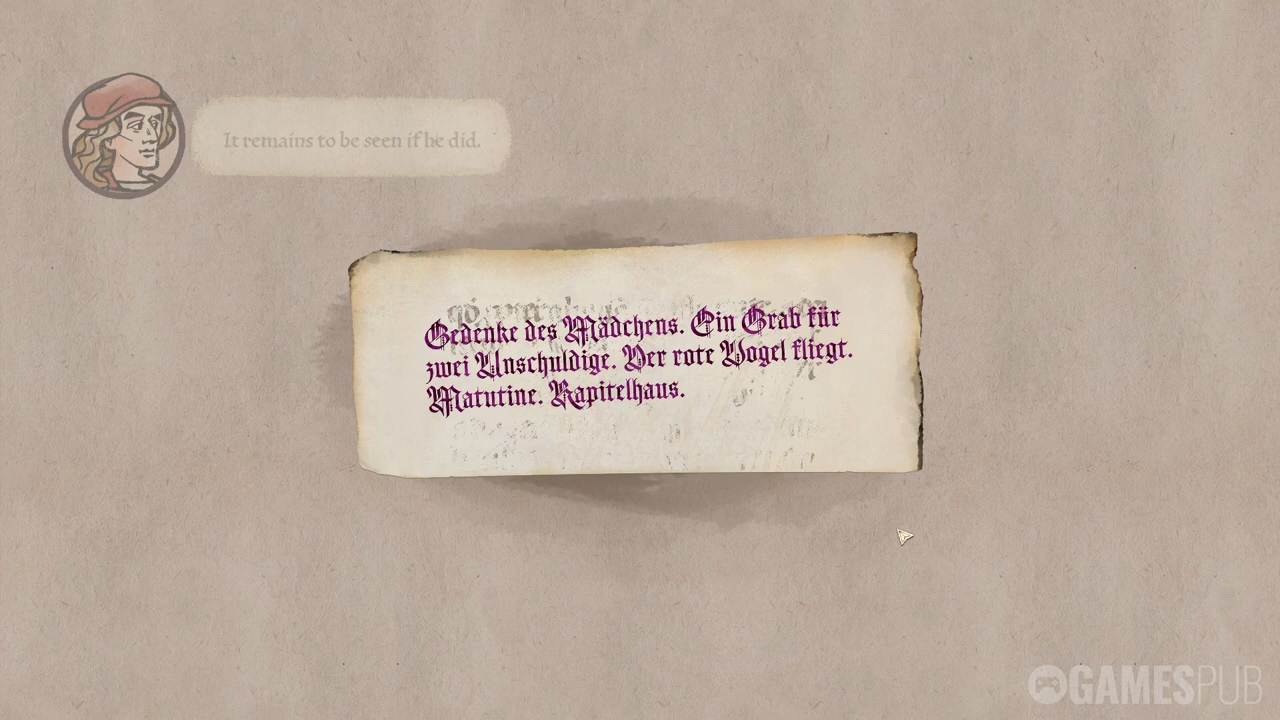 It remains to be seen if he did.
Gedenke des Mädchens. Ein Grab für
zwei Unschuldige. Der rote Vogel fliegt.
Matutine. Kapitelhaus.
GAMESPUB